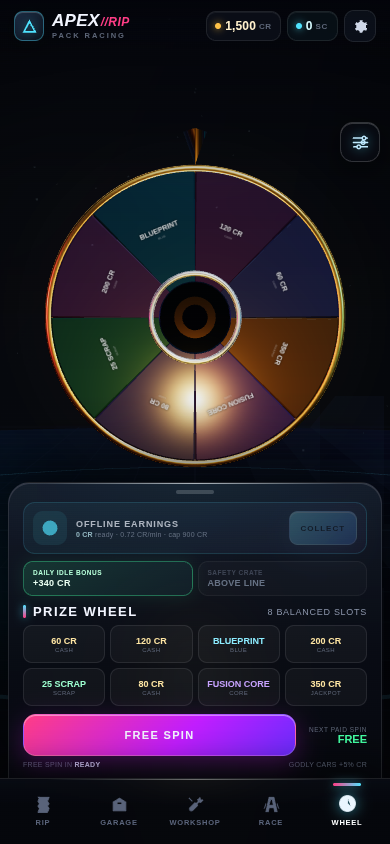 APEX//RIP
PACK RACING
1,500 CR
0 SC
BLUEPRINT
120 CR
200 CR
60 CR
25 SCRAP
350 CR
80 CR
FUSION CORE
OFFLINE EARNINGS
0 CR ready · 0.72 CR/min · cap 900 CR
COLLECT
DAILY IDLE BONUS
+340 CR
SAFETY CRATE
ABOVE LINE
PRIZE WHEEL
8 BALANCED SLOTS
60 CR
CASH
120 CR
CASH
BLUEPRINT
BLUE
200 CR
CASH
25 SCRAP
SCRAP
80 CR
CASH
FUSION CORE
CORE
350 CR
JACKPOT
FREE SPIN
NEXT PAID SPIN
FREE
FREE SPIN IN READY
GODLY CARS +5% CR
RIP
GARAGE
WORKSHOP
RACE
WHEEL